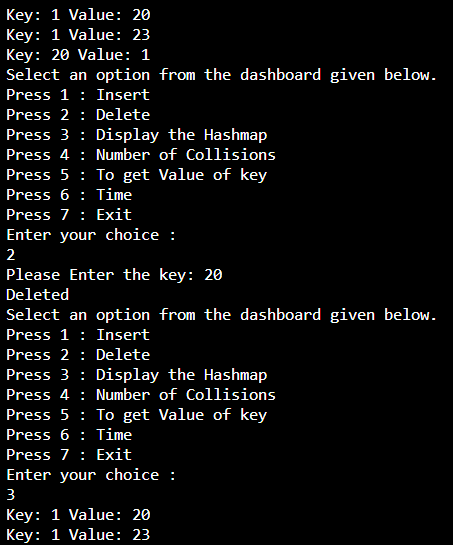 Key: 1 Value: 20
Key: 1 Value: 23
Key: 20 Value: 1
Select an option from the dashboard given below.
Press 1 : Insert
Press 2 : Delete
Press 3 : Display the Hashmap
Press 4 : Number of Collisions
Press 5 : To get Value of key
Press 6 : Time
Press 7 : Exit
Enter your choice :
2
Please Enter the key: 20
Deleted
Select an option from the dashboard given below.
Press 1 : Insert
Press 2 : Delete
Press 3 : Display the Hashmap
Press 4 : Number of Collisions
Press 5 : To get Value of key
Press 6 : Time
Press 7 : Exit
Enter your choice :
3
Key: 1 Value: 20
Key: 1 Value: 23